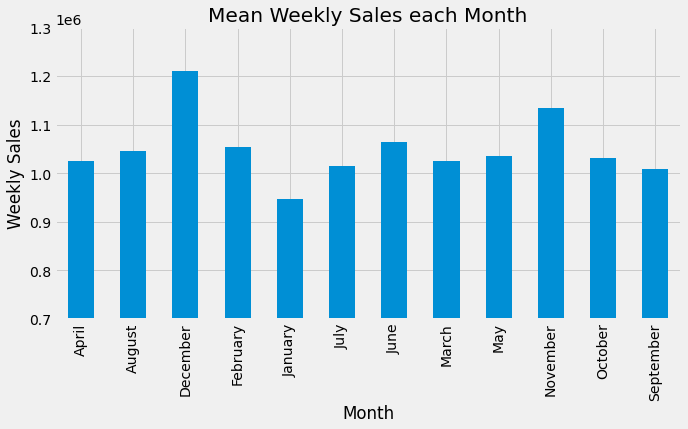 Mean Weekly Sales each Month
1e6
1.3
1.2
1.1
1.0
0.9
0.8
0.7
Weekly Sales
April
August
December
February
January
July
June
March
May
November
October
September
Month